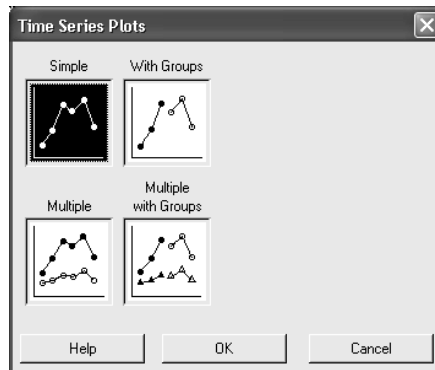 Time Series Plots
Simple
With Groups
Multiple
Multiple
with Groups
Help
OK
Cancel